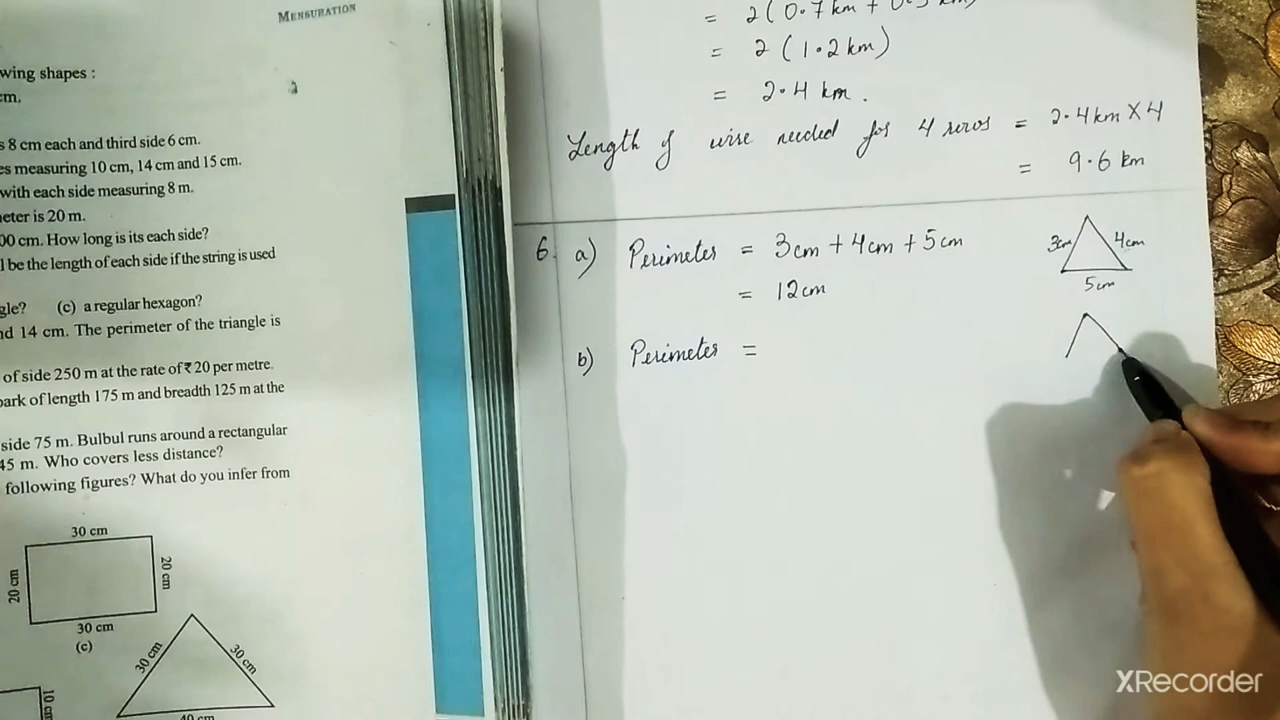 MENSURATION
wing shapes :
cm.
s 8 cm each and third side 6 cm.
es measuring 10 cm, 14 cm and 15 cm.
with each side measuring 8 m.
neter is 20 m.
00 cm. How long is its each side?
l be the length of each side if the string is used
gle? (c) a regular hexagon?
nd 14 cm. The perimeter of the triangle is
of side 250 m at the rate of ₹ 20 per metre.
park of length 175 m and breadth 125 m at the
side 75 m. Bulbul runs around a rectangular
45 m. Who covers less distance?
following figures? What do you infer from
30 cm
20 cm
20 cm
30 cm
(c)
30 cm
30 cm
10 cm
40 cm
= 2(0.7 km +
= 2 (1.2 km)
= 2.4 km.
Length of wire needed for 4 rows = 2.4 km X 4
= 9.6 km
6. a) Perimeter = 3cm + 4cm + 5cm
= 12cm
3cm
4cm
5cm
b) Perimeter =
XRecorder